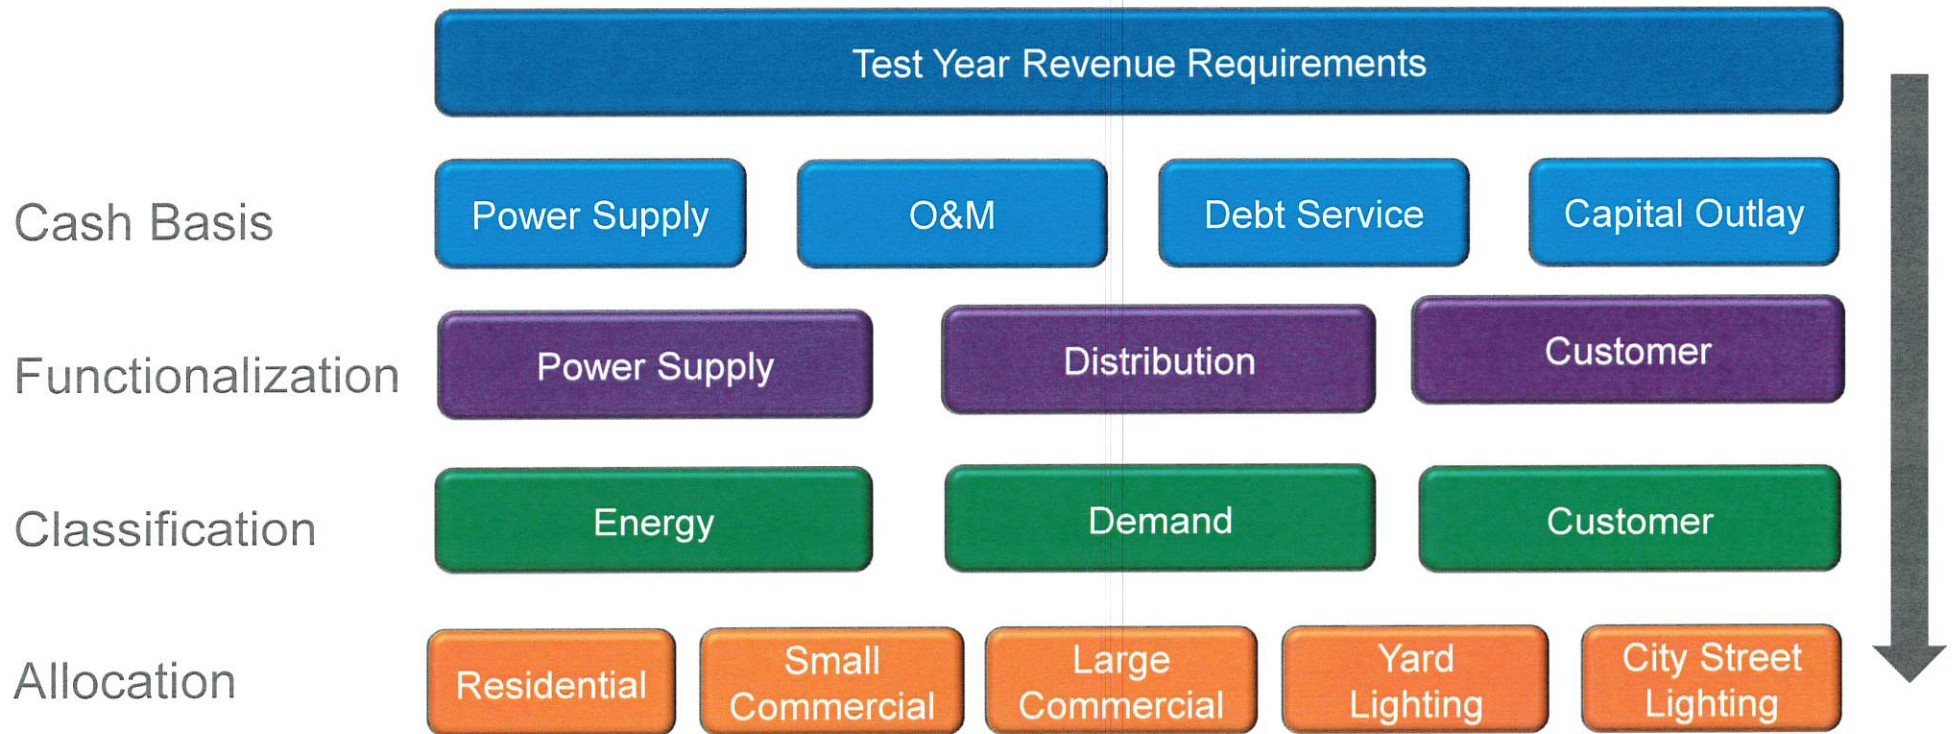 Test Year Revenue Requirements
Cash Basis
Power Supply
O&M
Debt Service
Capital Outlay
Functionalization
Power Supply
Distribution
Customer
Classification
Energy
Demand
Customer
Allocation
Residential
Small
Commercial
Large
Commercial
Yard
Lighting
City Street
Lighting